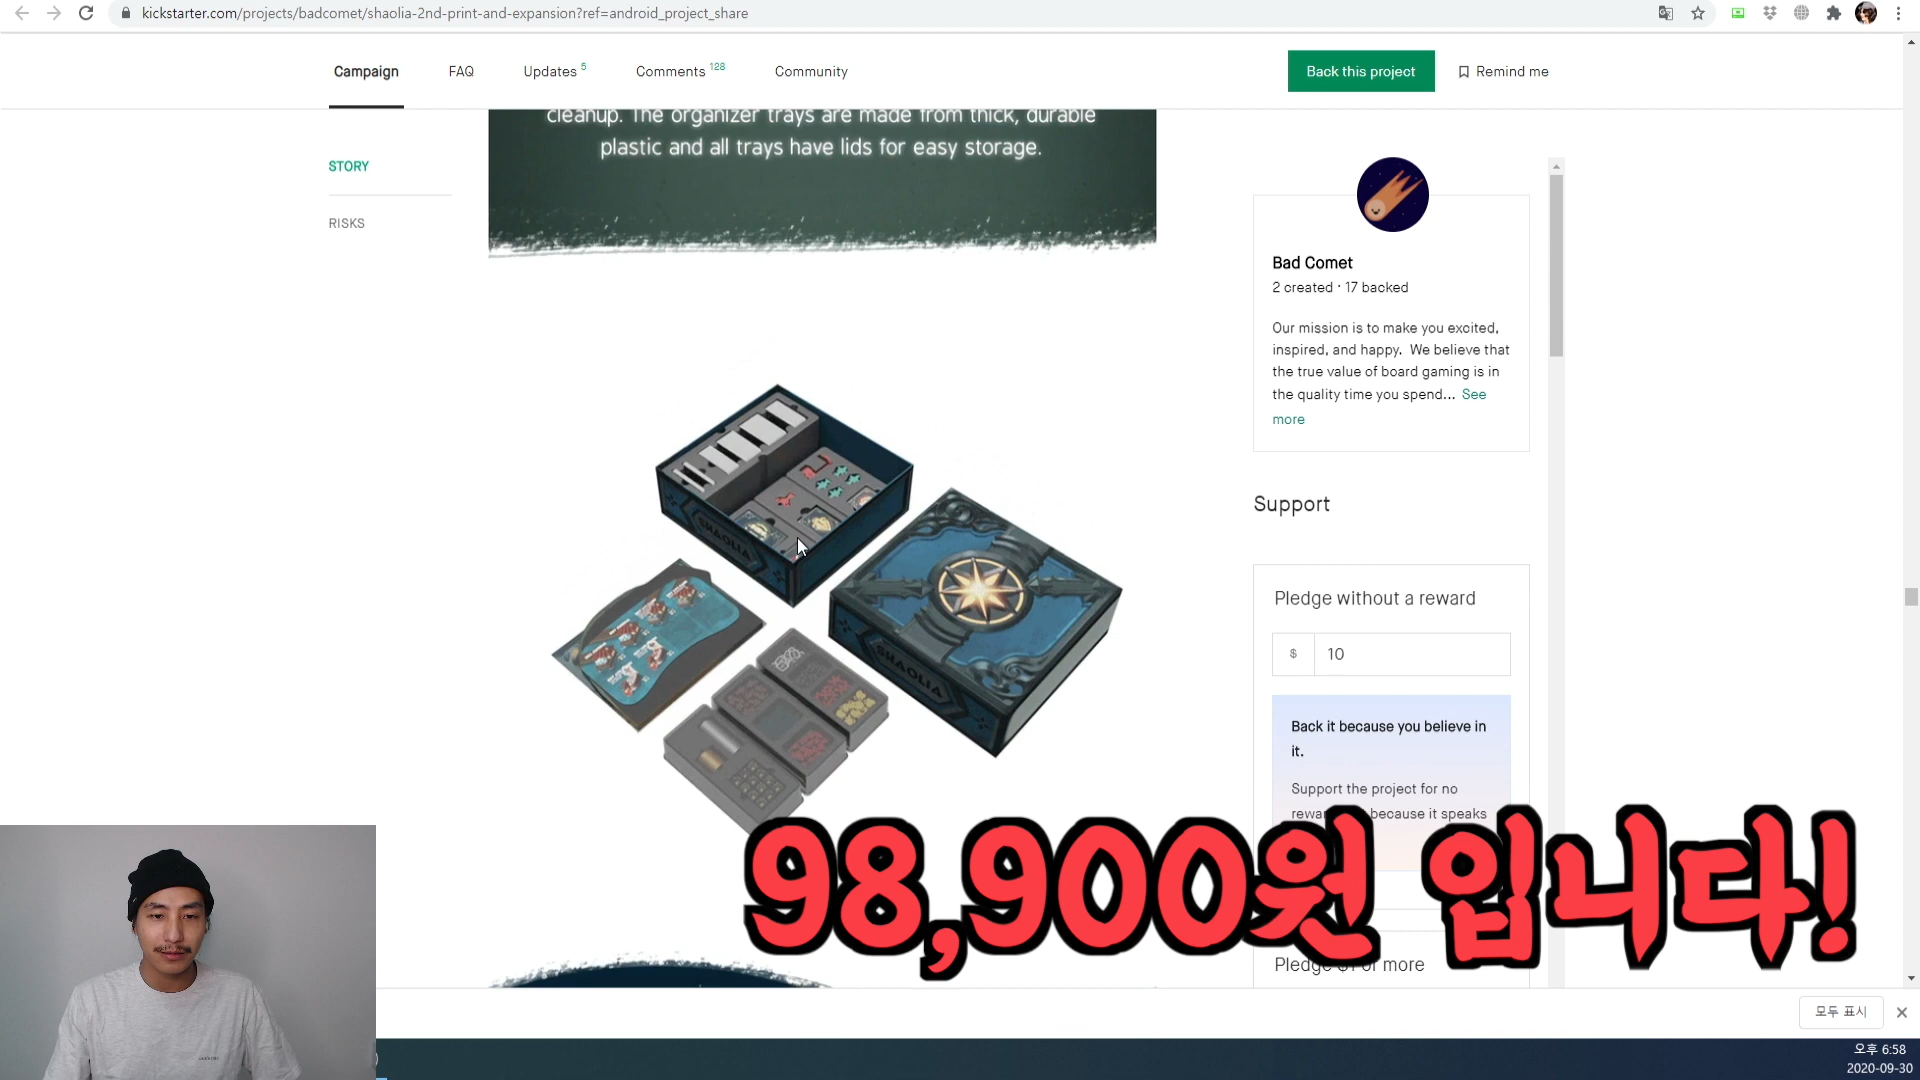 kickstarter.com/projects/badcomet/shaolia-2nd-print-and-expansion?ref=android_project_share
Campaign
FAQ
Updates 5
Comments 128
Community
Back this project
Remind me
STORY
RISKS
cleanup. The organizer trays are made from thick, durable
plastic and all trays have lids for easy storage.
SHAOLIA
SHAOLIA
Bad Comet
2 created · 17 backed
Our mission is to make you excited,
inspired, and happy. We believe that
the true value of board gaming is in
the quality time you spend... See
more
Support
Pledge without a reward
$ 10
Back it because you believe in
it.
Support the project for no
because it speaks
98,900원 입니다!
Pledge $1 or more
모두 표시
오후 6:58
2020-09-30